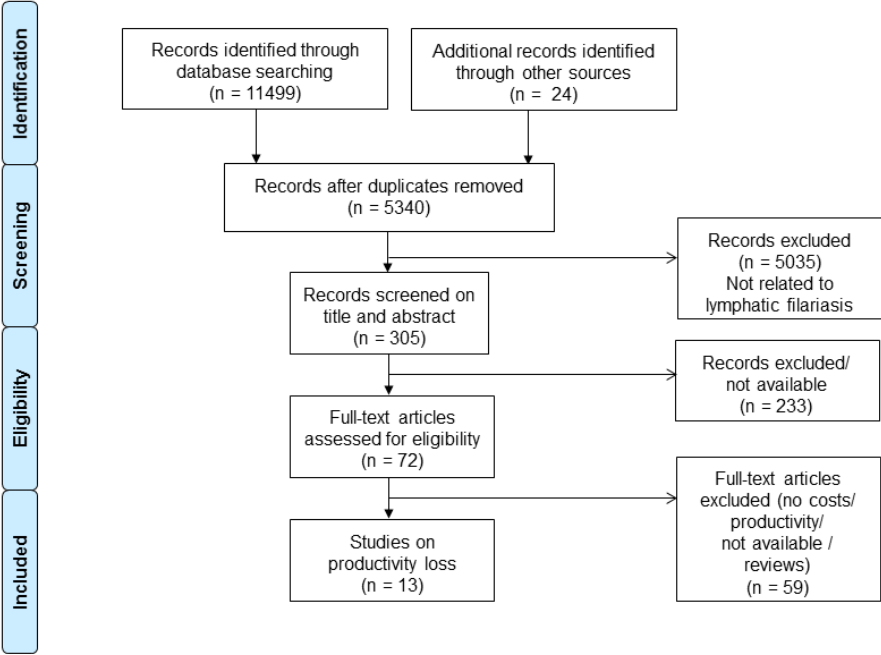 Identification
Records identified through
database searching
(n = 11499)
Additional records identified
through other sources
(n = 24)
Screening
Records after duplicates removed
(n = 5340)
Records excluded
(n = 5035)
Not related to
lymphatic filariasis
Records screened on
title and abstract
(n = 305)
Eligibility
Records excluded/
not available
(n = 233)
Full-text articles
assessed for eligibility
(n = 72)
Full-text articles
excluded (no costs/
productivity/
not available /
reviews)
(n = 59)
Included
Studies on
productivity loss
(n = 13)